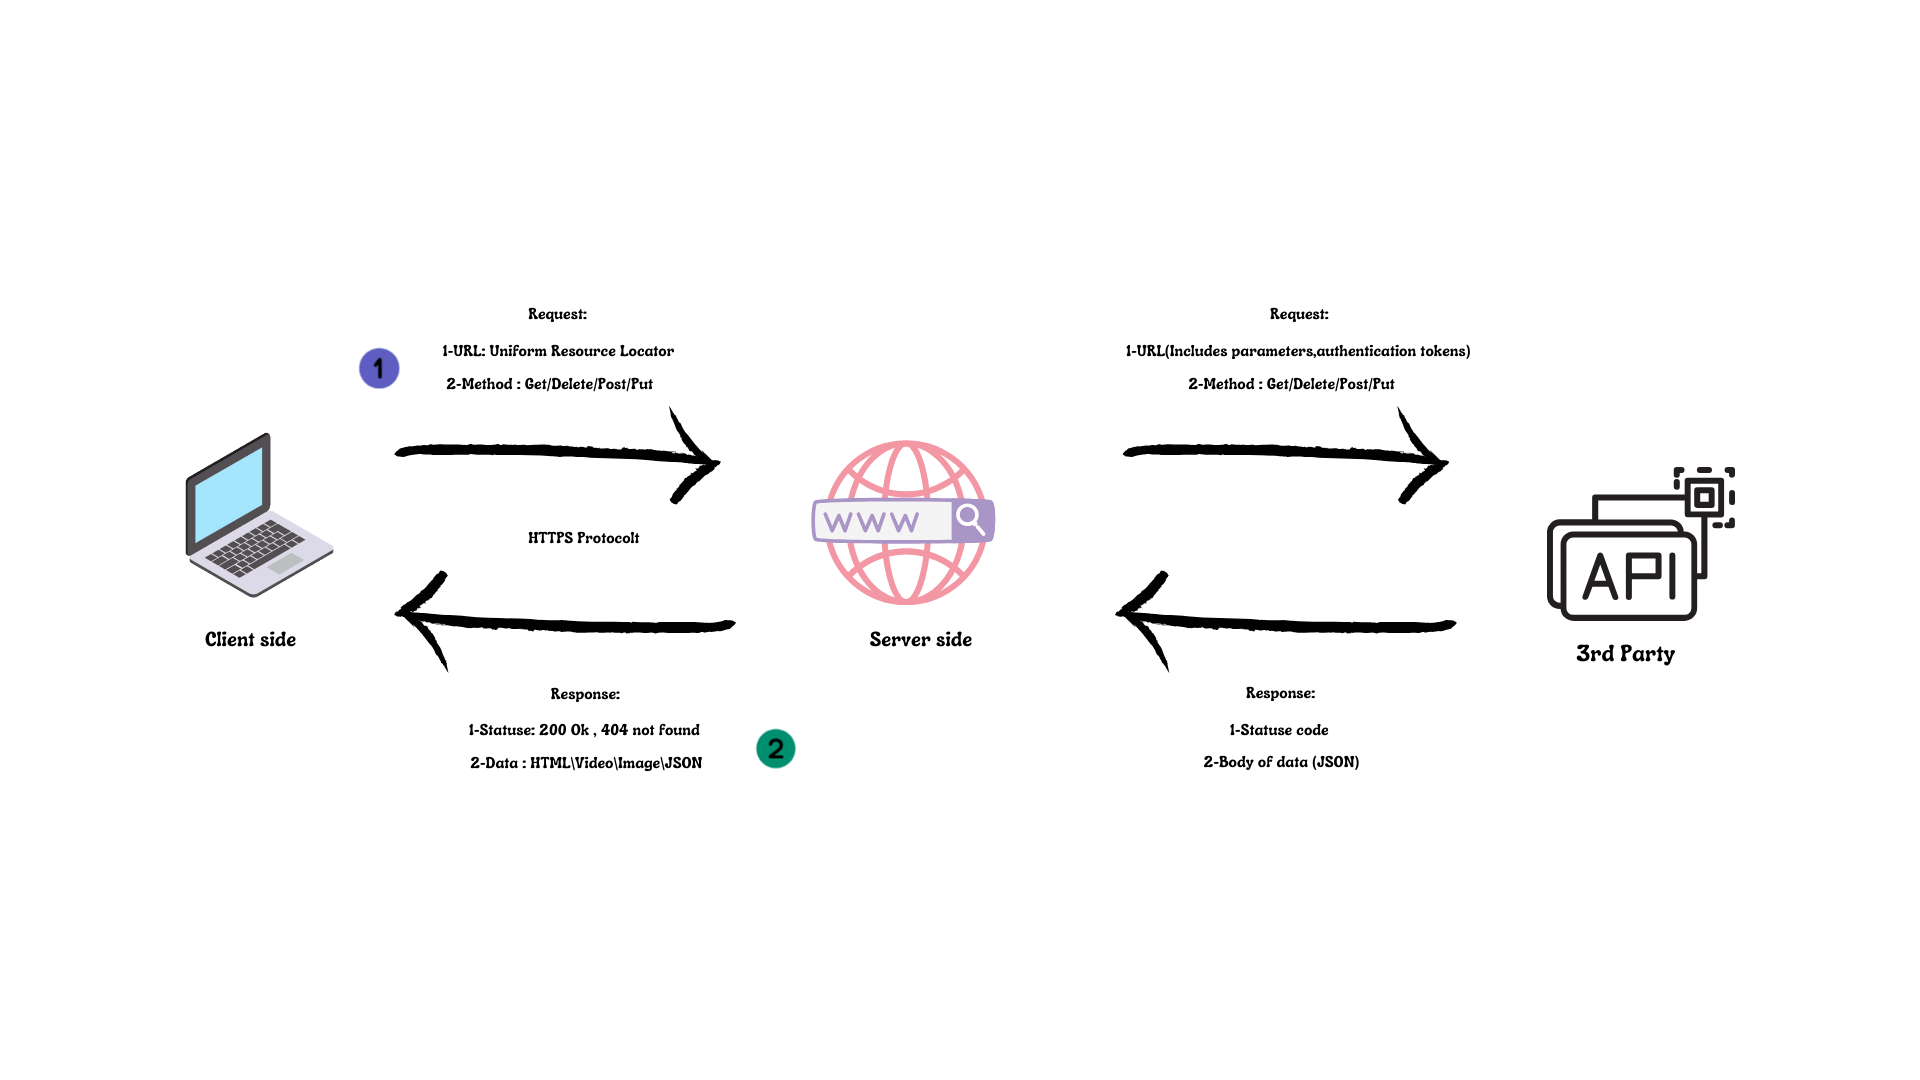 Request:
1-URL: Uniform Resource Locator
2-Method : Get/Delete/Post/Put
1
HTTPS Protocolt
Client side
Response:
1-Statuse: 200 Ok , 404 not found
2-Data : HTML\Video\Image\JSON
2
WWW
Server side
Request:
1-URL(Includes parameters,authentication tokens)
2-Method : Get/Delete/Post/Put
Response:
1-Statuse code
2-Body of data (JSON)
API
3rd Party